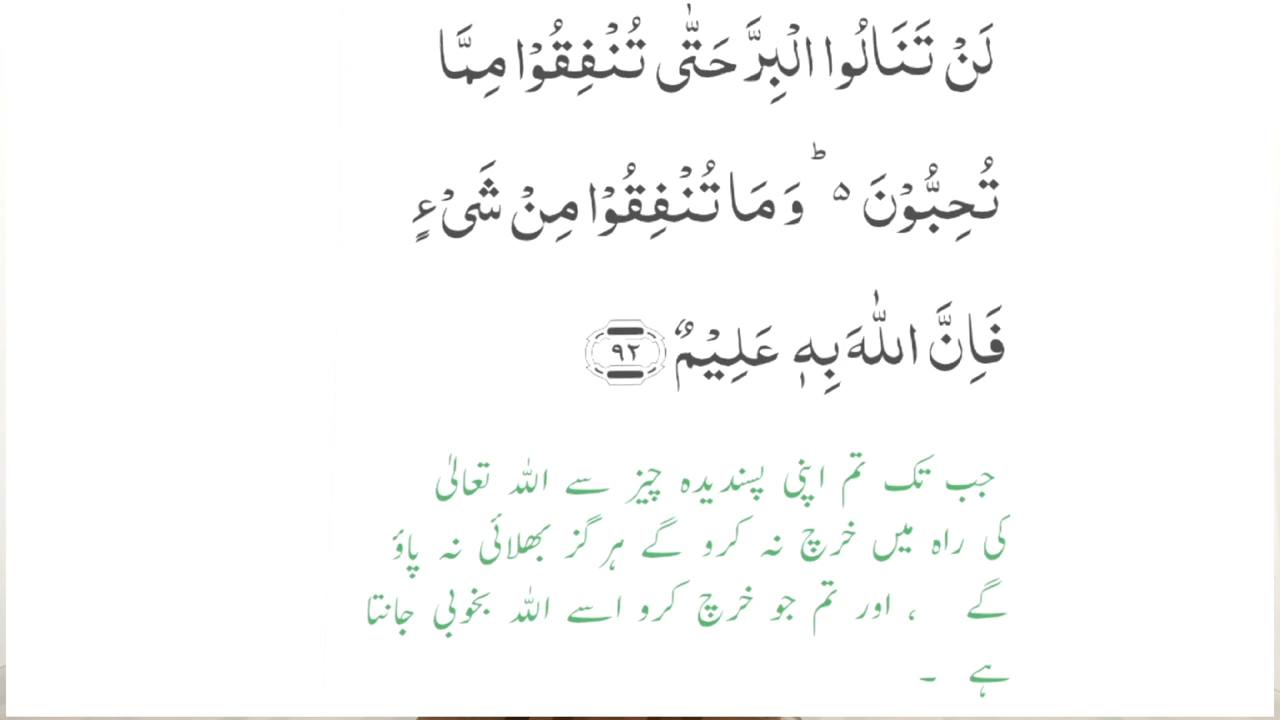 لَنْ تَنَالُوا الْبِرَّ حَتّٰى تُنْفِقُوْا مِمَّا
تُحِبُّوْنَ ۵ ؕ وَمَا تُنْفِقُوْا مِنْ شَیْءٍ
فَاِنَّ اللّٰهَ بِهٖ عَلِيْمٌ ۹۲
جب تک تم اپنی پسندیدہ چیز سے اللہ تعالیٰ
کی راہ میں خرچ نہ کرو گے ہرگز بھلائی نہ پاؤ
گے ، اور تم جو خرچ کرو اسے اللہ بخوبی جانتا
ہے ۔